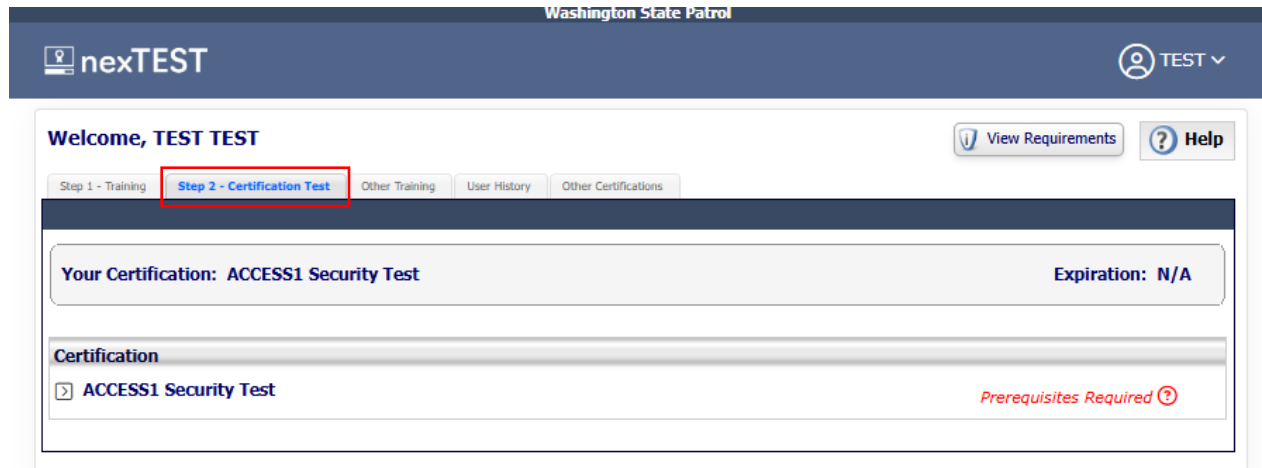 Washington State Patrol
nexTEST
TEST
Welcome, TEST TEST
View Requirements
Help
Step 1 - Training Step 2 - Certification Test Other Training User History Other Certifications
Your Certification: ACCESS1 Security Test Expiration: N/A
Certification
ACCESS1 Security Test
Prerequisites Required